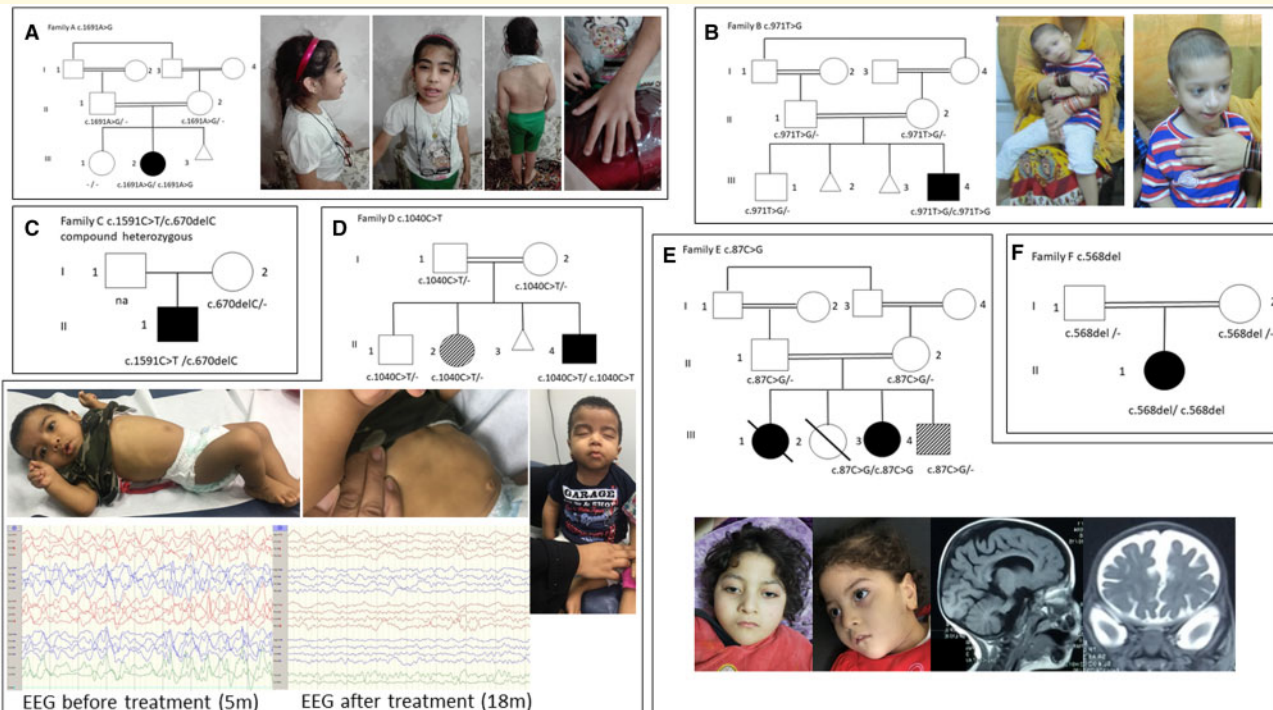 A
Family A c.1691A>G
I
1
2
3
4
II
1
2
c.1691A>G/ -
c.1691A>G/ -
III
1
2
3
- / -
c.1691A>G/ c.1691A>G
B
Family B c.971T>G
I
1
2
3
4
II
1
2
c.971T>G/-
c.971T>G/-
III
1
2
3
4
c.971T>G/-
c.971T>G/c.971T>G
C
Family C c.1591C>T/c.670delC
compound heterozygous
I
1
2
na
c.670delC/-
II
1
c.1591C>T /c.670delC
D
Family D c.1040C>T
I
1
2
c.1040C>T/-
c.1040C>T/-
II
1
2
3
4
c.1040C>T/-
c.1040C>T/-
c.1040C>T/ c.1040C>T
GARAGE
EEG before treatment (5m)
EEG after treatment (18m)
E
Family E c.87C>G
I
1
2
3
4
II
1
2
c.87C>G/-
c.87C>G/-
III
1
2
3
4
c.87C>G/c.87C>G
c.87C>G/-
F
Family F c.568del
I
1
2
c.568del /-
c.568del /-
II
1
c.568del/ c.568del